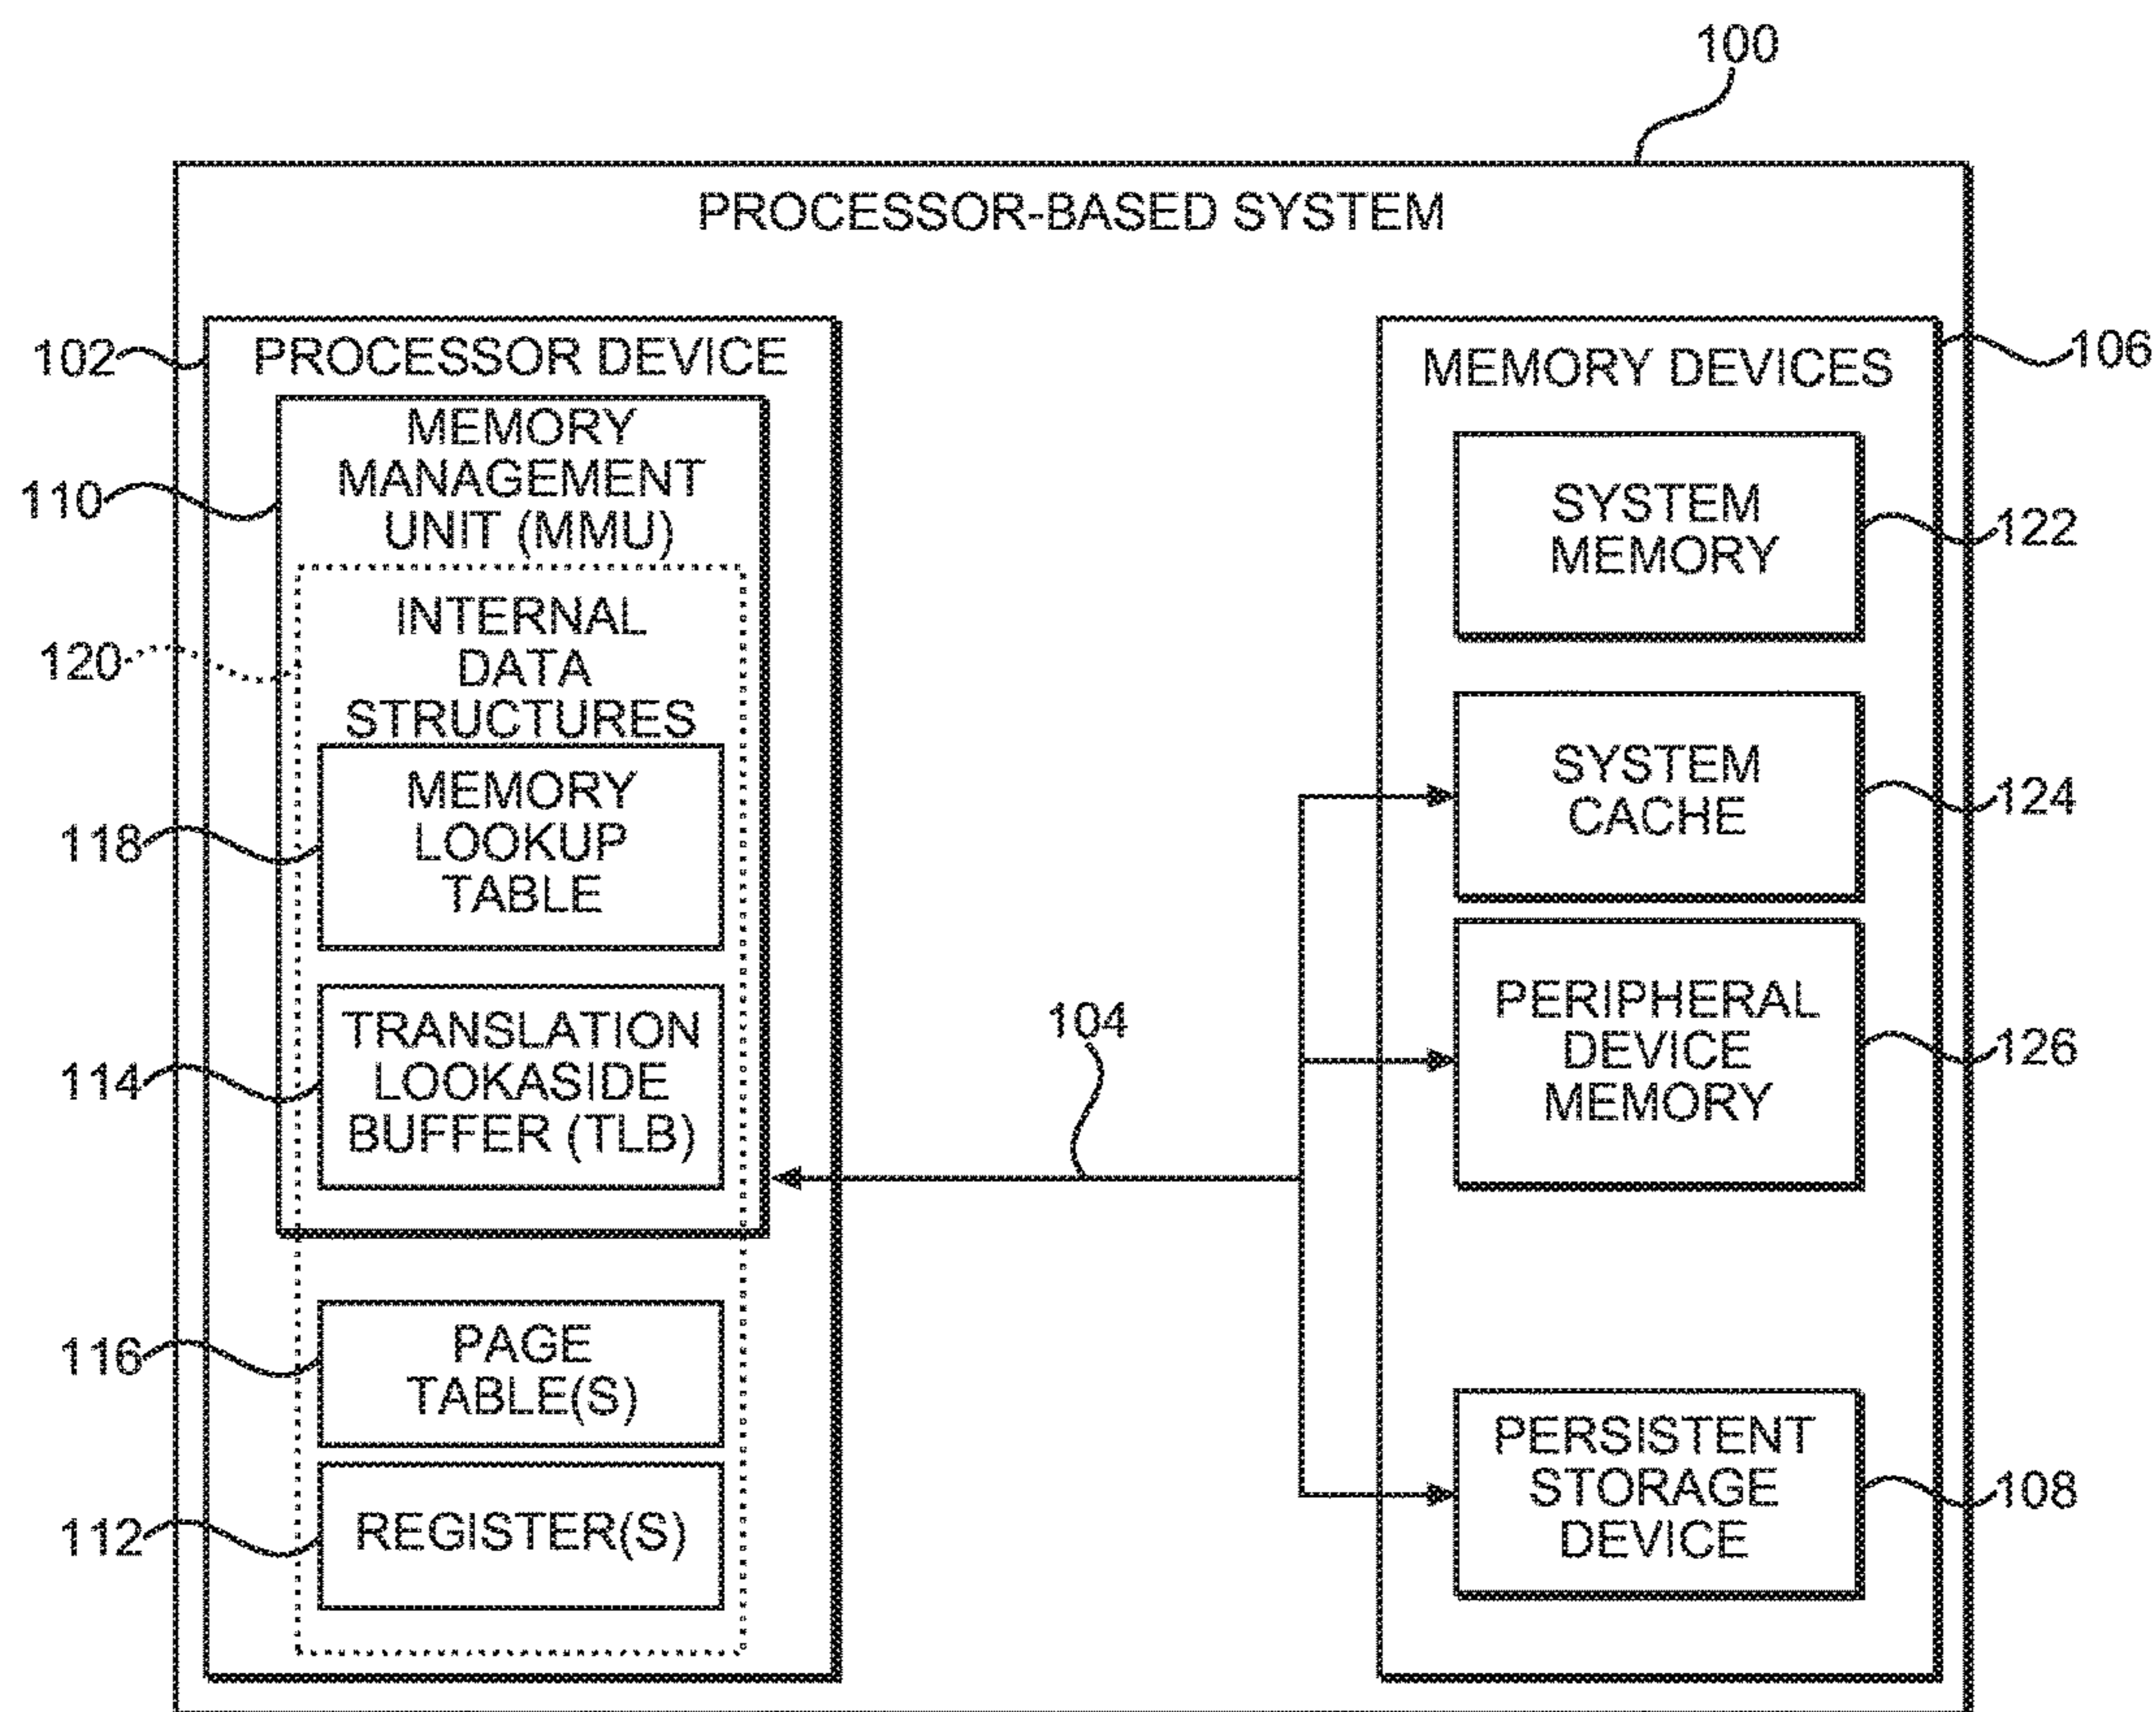 100
PROCESSOR-BASED SYSTEM
102
PROCESSOR DEVICE
110
MEMORY
MANAGEMENT
UNIT (MMU)
120
INTERNAL
DATA
STRUCTURES
118
MEMORY
LOOKUP
TABLE
114
TRANSLATION
LOOKASIDE
BUFFER (TLB)
116
PAGE
TABLE(S)
112
REGISTER(S)
104
106
MEMORY DEVICES
SYSTEM
MEMORY
122
SYSTEM
CACHE
124
PERIPHERAL
DEVICE
MEMORY
126
PERSISTENT
STORAGE
DEVICE
108